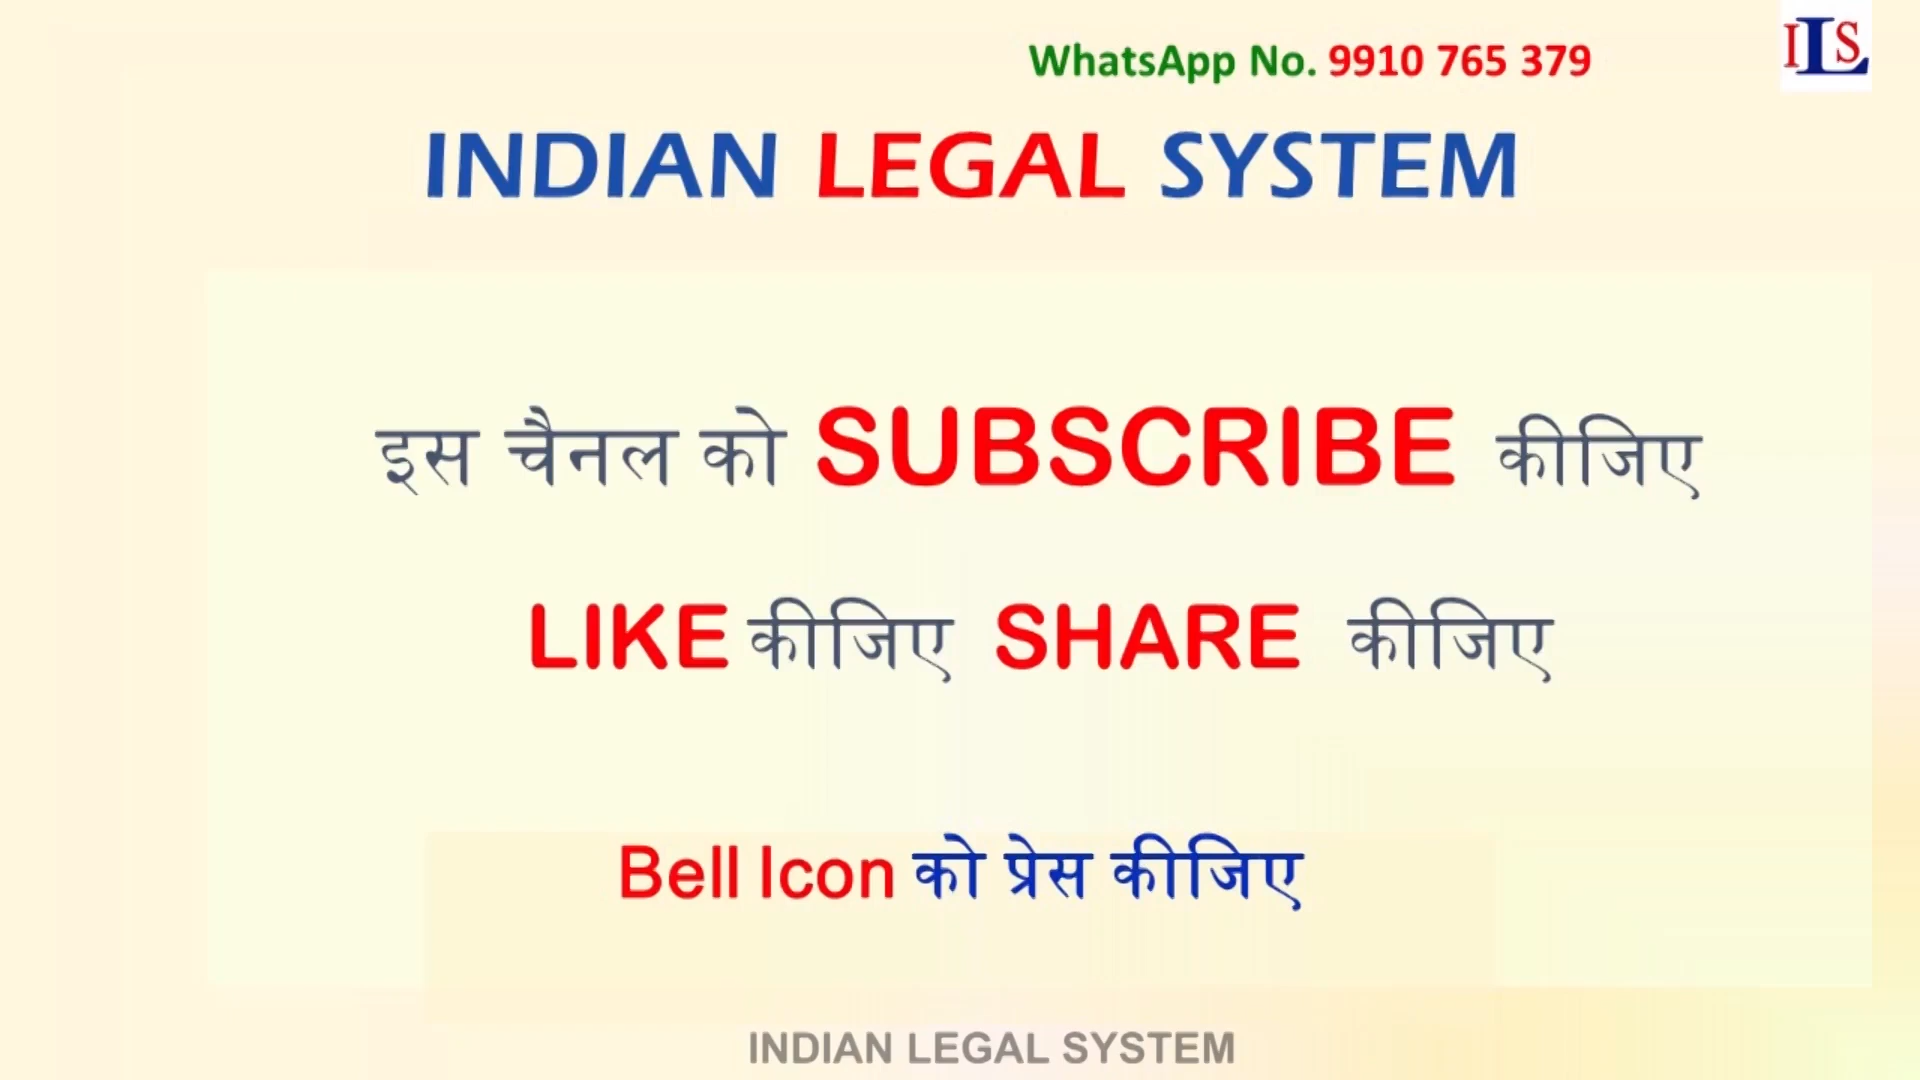 WhatsApp No. 9910 765 379
ILS
INDIAN LEGAL SYSTEM
इस चैनल को SUBSCRIBE कीजिए
LIKE कीजिए SHARE कीजिए
Bell Icon को प्रेस कीजिए
INDIAN LEGAL SYSTEM